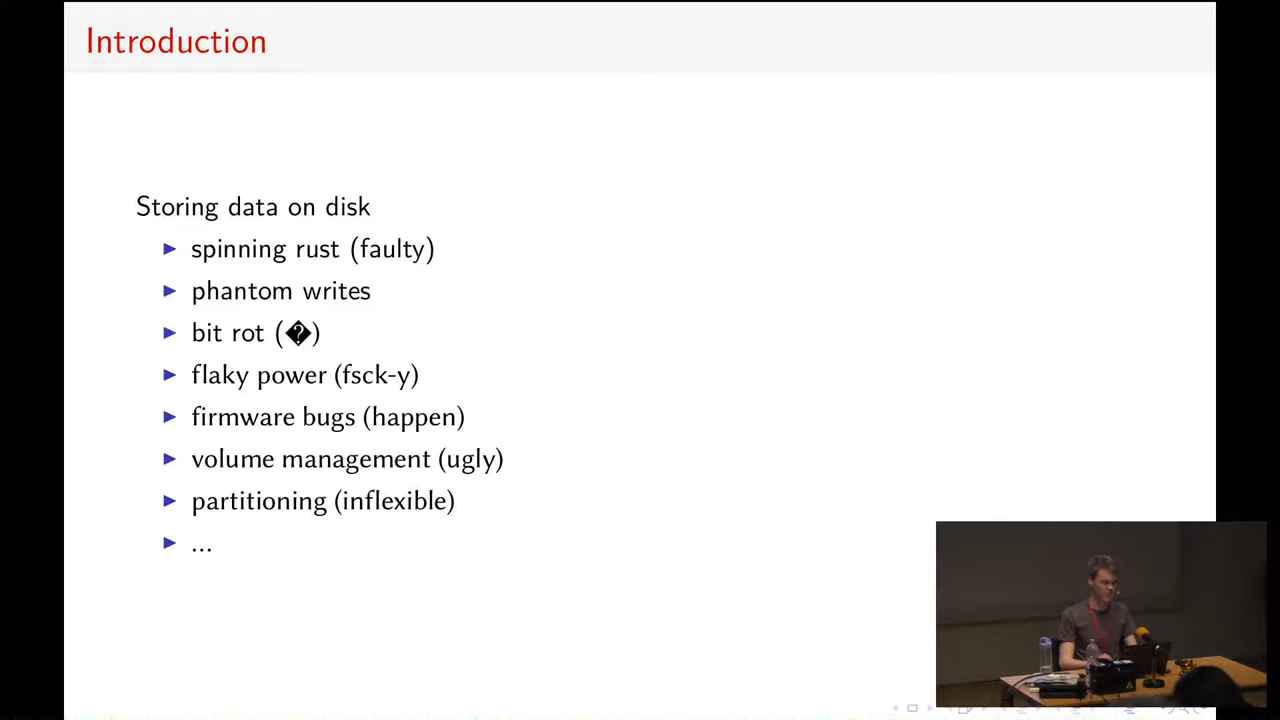 Introduction
Storing data on disk
▶ spinning rust (faulty)
▶ phantom writes
▶ bit rot (�)
▶ flaky power (fsck-y)
▶ firmware bugs (happen)
▶ volume management (ugly)
▶ partitioning (inflexible)
▶ ...